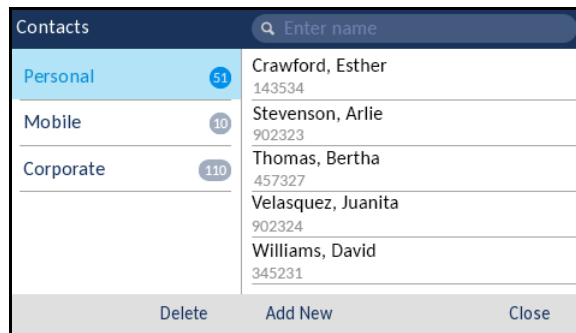 Contacts
Enter name
Personal 51
Mobile 10
Corporate 110
Crawford, Esther
143534
Stevenson, Arlie
902323
Thomas, Bertha
457327
Velasquez, Juanita
902324
Williams, David
345231
Delete Add New Close